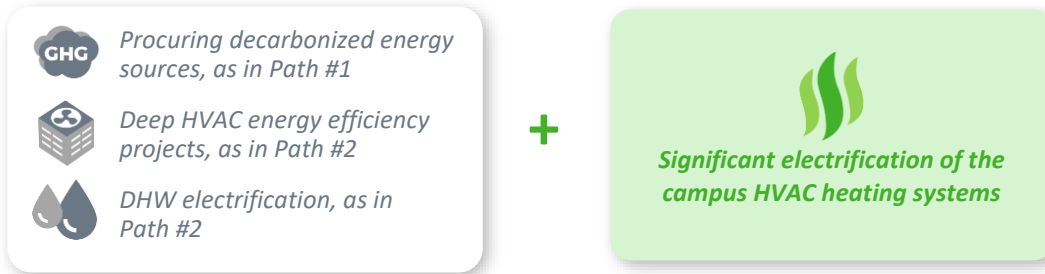 GHG
Procuring decarbonized energy
sources, as in Path #1
Deep HVAC energy efficiency
projects, as in Path #2
DHW electrification, as in
Path #2
+
Significant electrification of the
campus HVAC heating systems